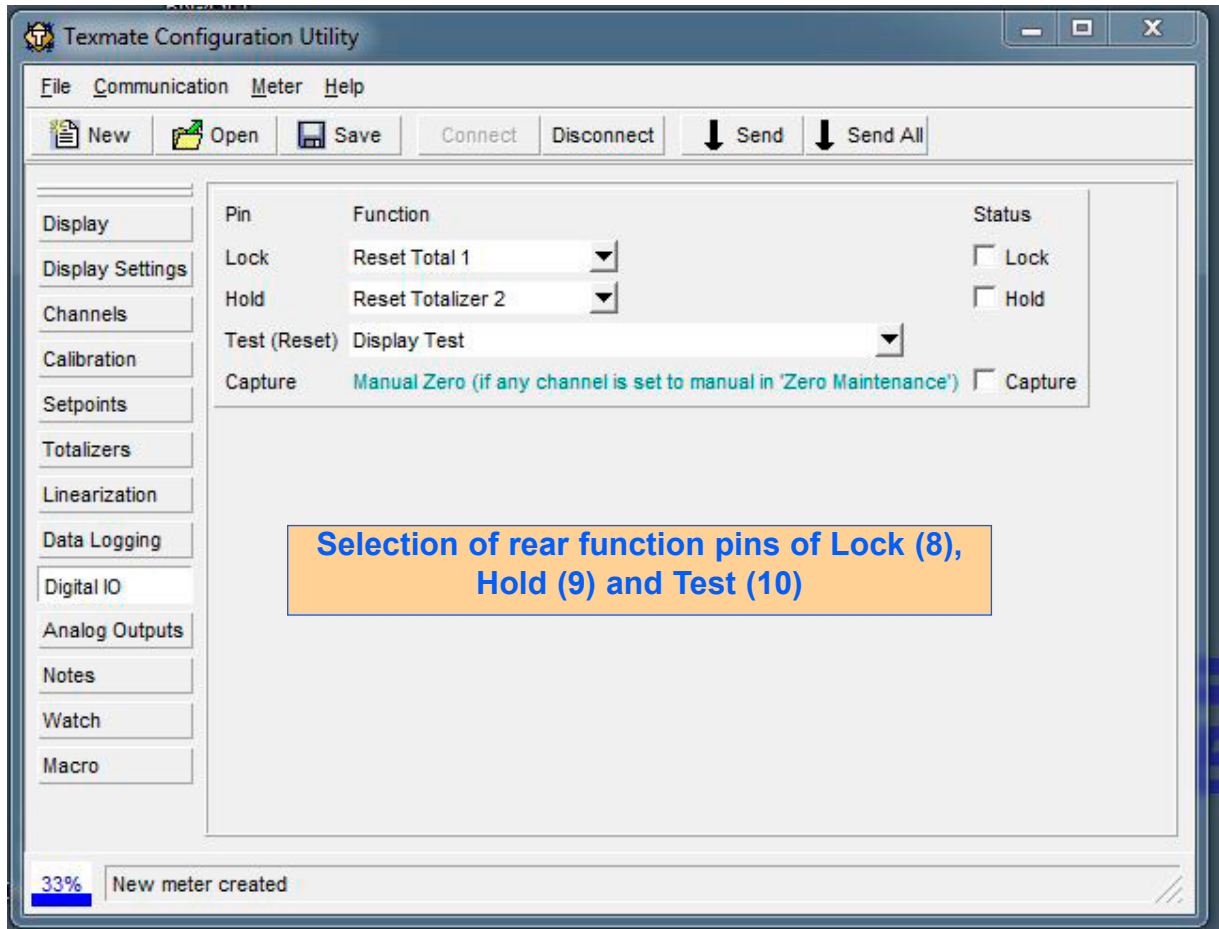 Texmate Configuration Utility
File Communication Meter Help
New Open Save Connect Disconnect Send Send All
Display
Display Settings
Channels
Calibration
Setpoints
Totalizers
Linearization
Data Logging
Digital IO
Analog Outputs
Notes
Watch
Macro
Pin Function Status
Lock Reset Total 1 Lock
Hold Reset Totalizer 2 Hold
Test (Reset) Display Test
Capture Manual Zero (if any channel is set to manual in 'Zero Maintenance') Capture
Selection of rear function pins of Lock (8),
Hold (9) and Test (10)
33% New meter created